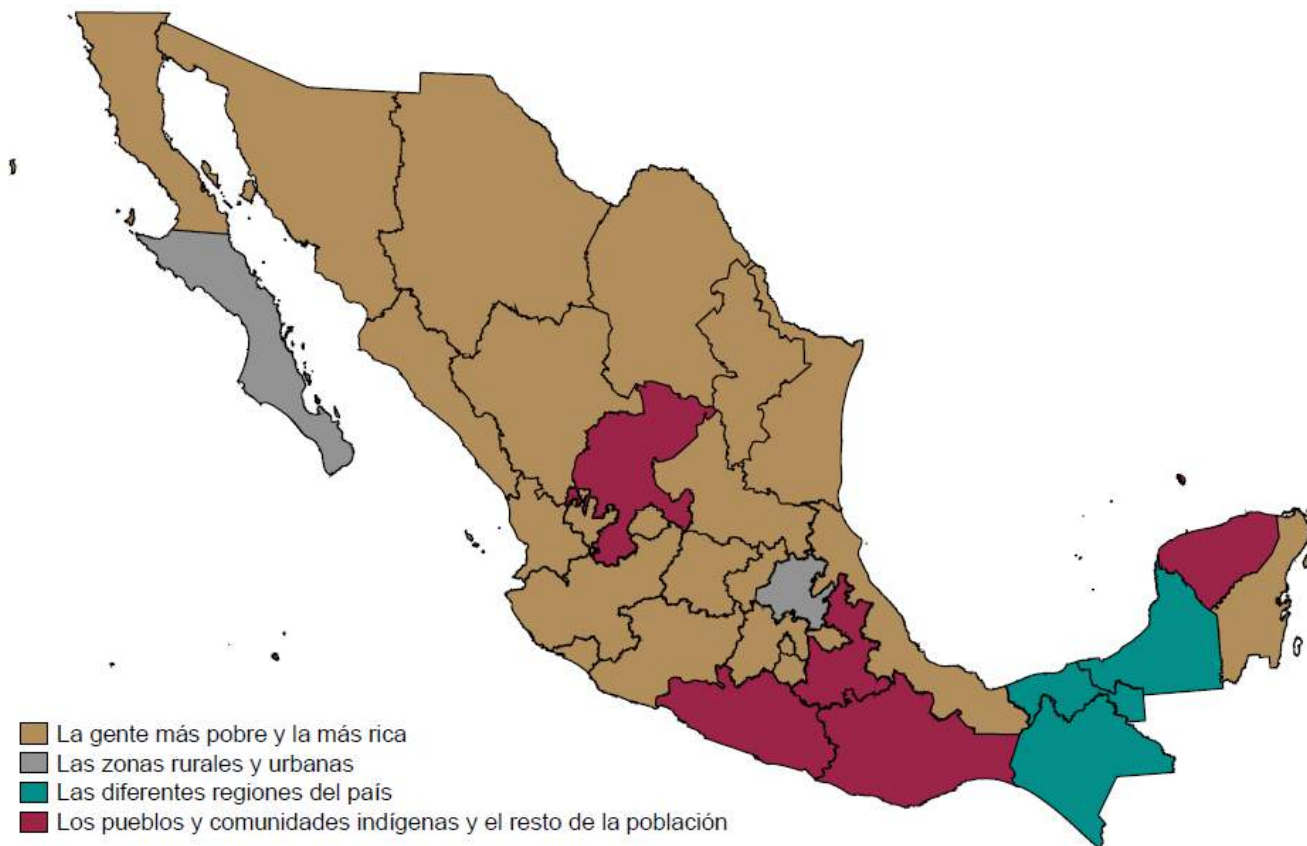 La gente más pobre y la más rica
Las zonas rurales y urbanas
Las diferentes regiones del país
Los pueblos y comunidades indígenas y el resto de la población